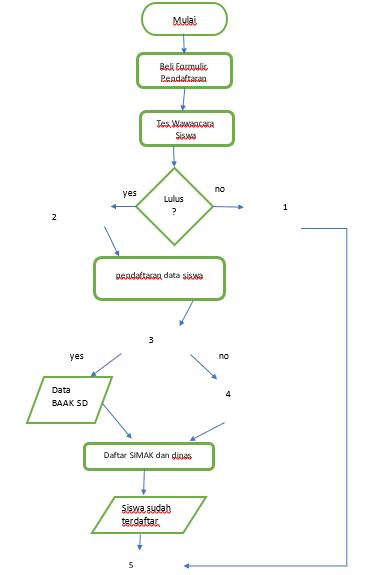 Mulai
Beli Formulir
Pendaftaran
Tes Wawancara
Siswa
Lulus
?
yes
no
2
1
pendaftaran data siswa
3
yes
no
Data
BAAK SD
4
Daftar SIMAK dan dinas
Siswa sudah
terdaftar
5